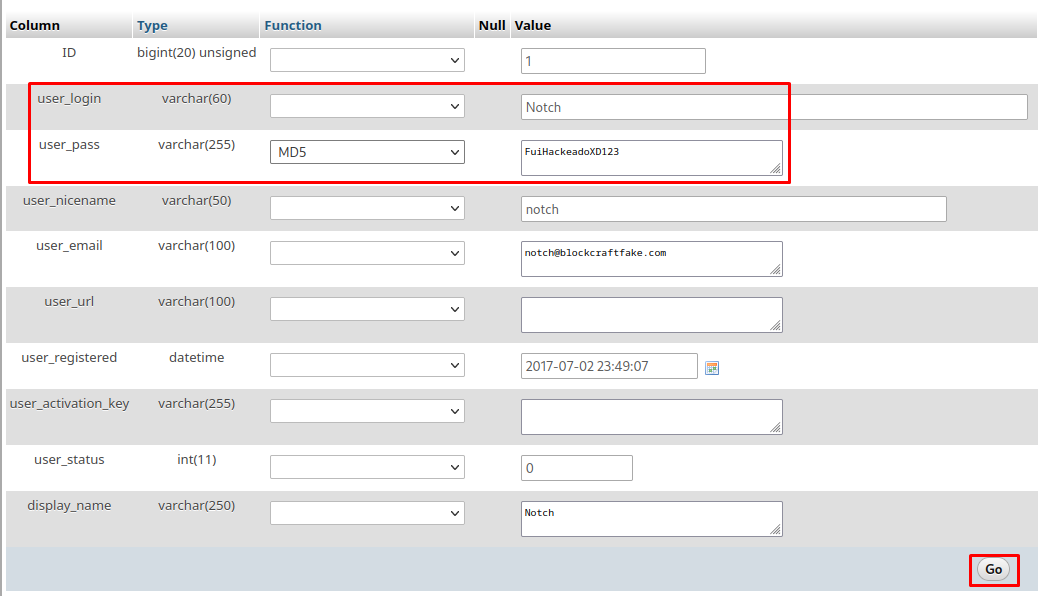 Column Type Function Null Value
ID bigint(20) unsigned 1
user_login varchar(60) Notch
user_pass varchar(255) MD5 FuiHackeadoXD123
user_nicename varchar(50) notch
user_email varchar(100) notch@blockcraftfake.com
user_url varchar(100)
user_registered datetime 2017-07-02 23:49:07
user_activation_key varchar(255)
user_status int(11) 0
display_name varchar(250) Notch
Go